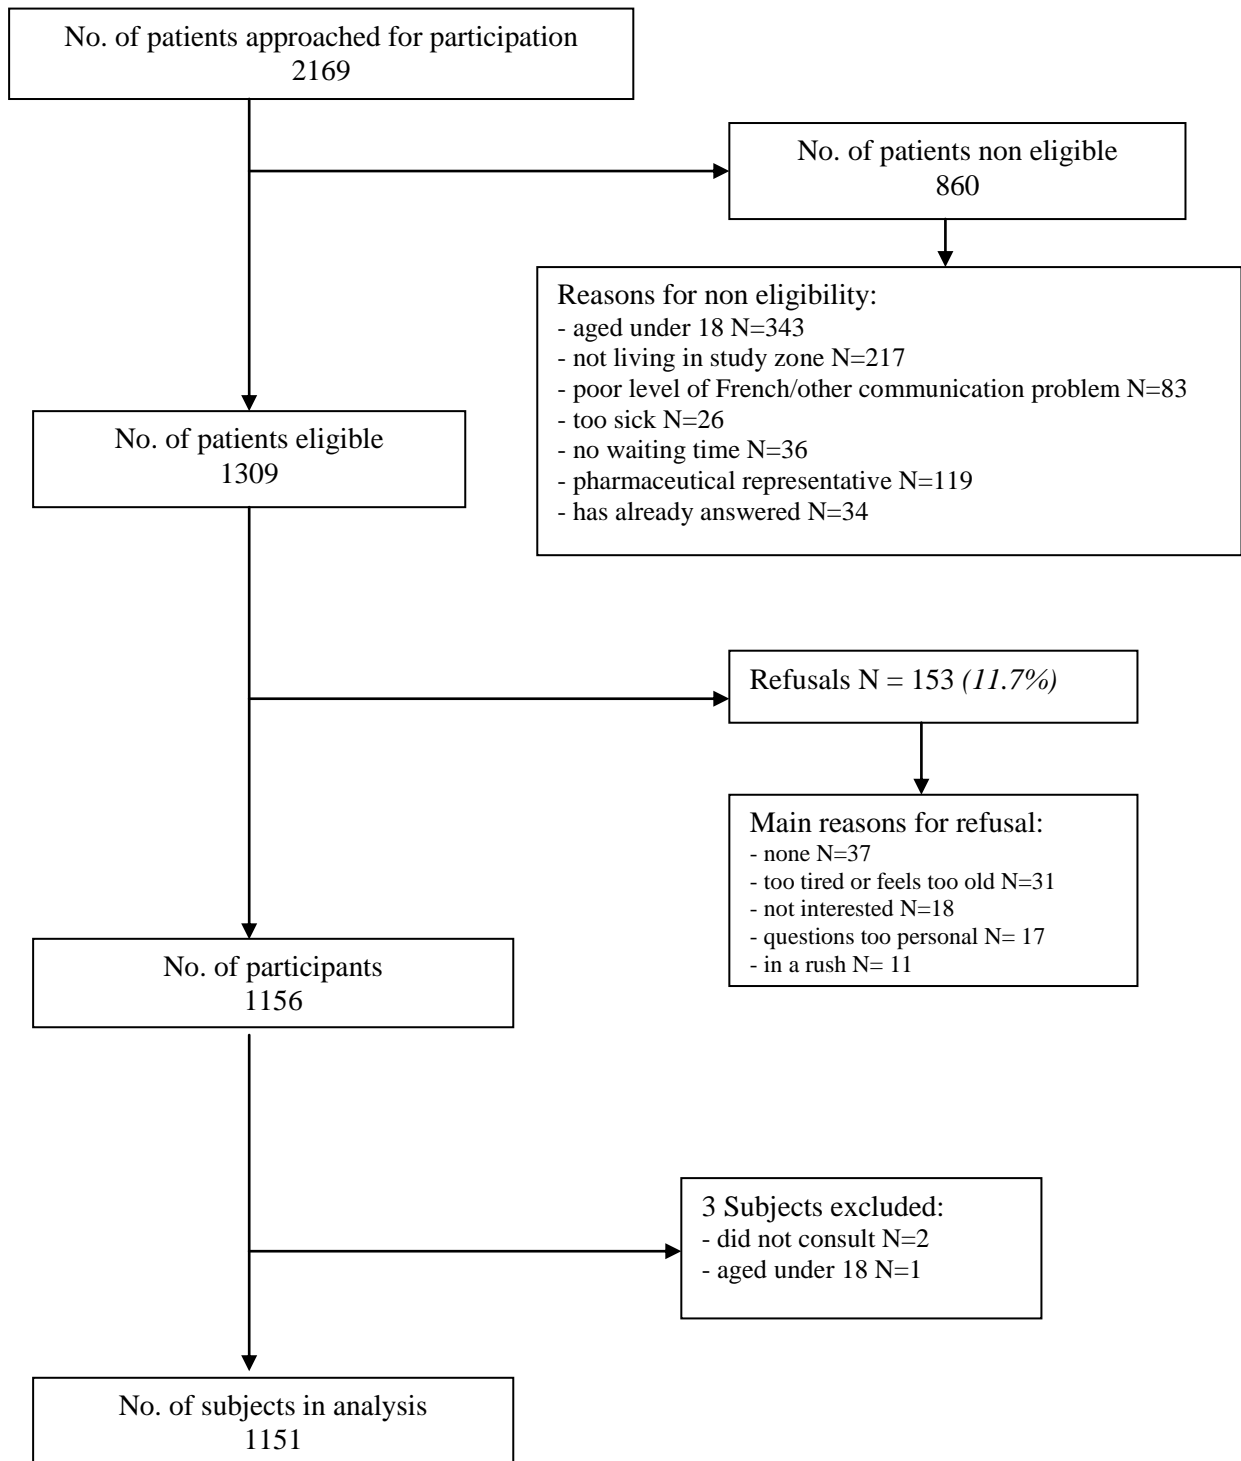 No. of patients approached for participation
2169
No. of patients non eligible
860
Reasons for non eligibility:
- aged under 18 N=343
- not living in study zone N=217
- poor level of French/other communication problem N=83
- too sick N=26
- no waiting time N=36
- pharmaceutical representative N=119
- has already answered N=34
No. of patients eligible
1309
Refusals N = 153 (11.7%)
Main reasons for refusal:
- none N=37
- too tired or feels too old N=31
- not interested N=18
- questions too personal N= 17
- in a rush N= 11
No. of participants
1156
3 Subjects excluded:
- did not consult N=2
- aged under 18 N=1
No. of subjects in analysis
1151